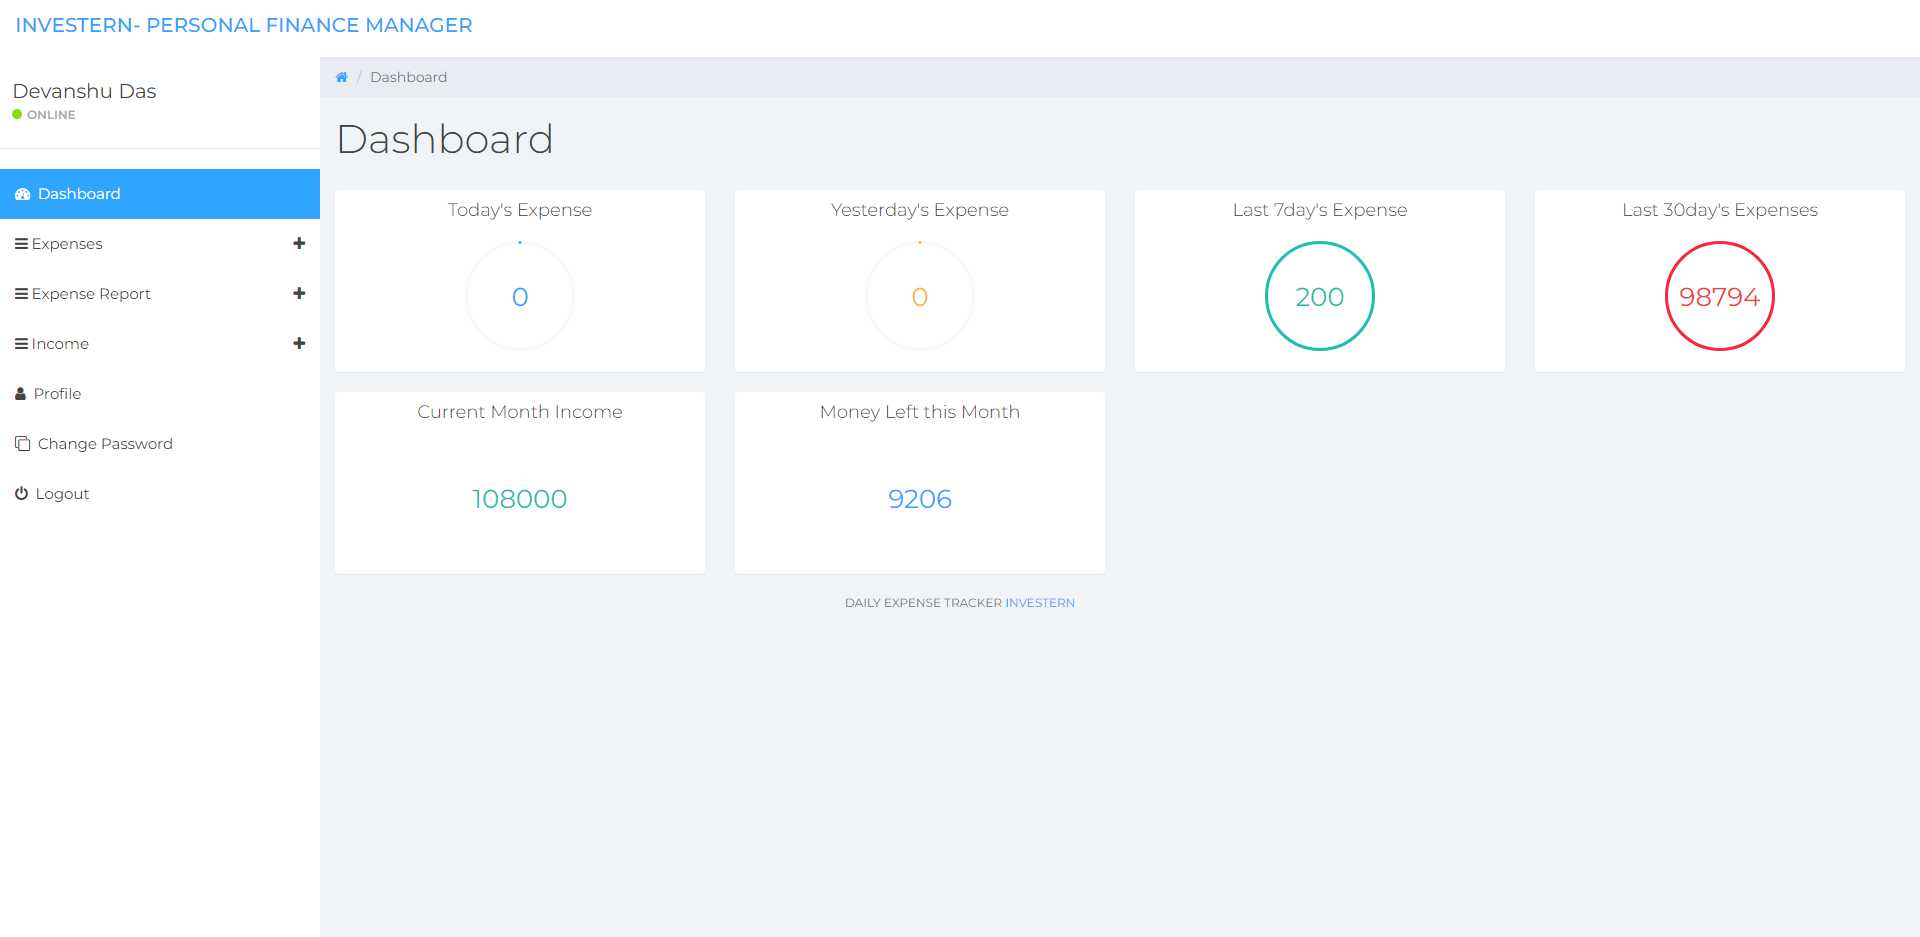 INVESTERN- PERSONAL FINANCE MANAGER
Devanshu Das
ONLINE
Dashboard
Expenses
Expense Report
Income
Profile
Change Password
Logout
/ Dashboard
Dashboard
Today's Expense
0
Yesterday's Expense
0
Last 7day's Expense
200
Last 30day's Expenses
98794
Current Month Income
108000
Money Left this Month
9206
DAILY EXPENSE TRACKER INVESTERN